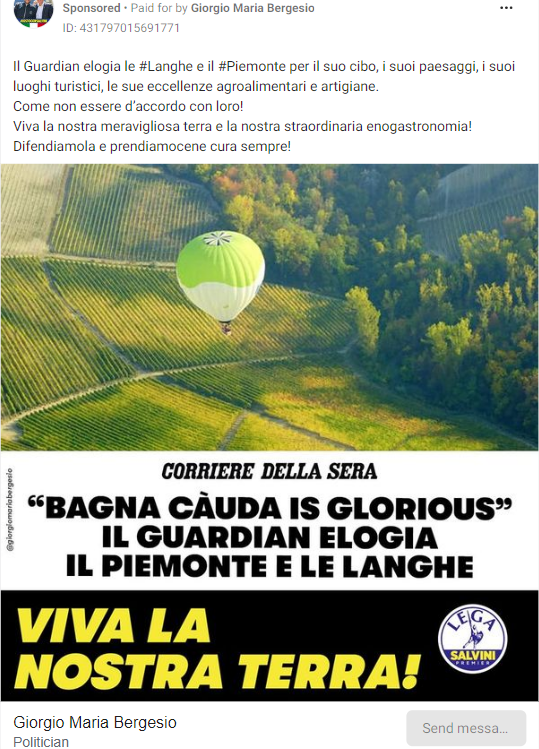 Sponsored • Paid for by Giorgio Maria Bergesio
ID: 431797015691771
Il Guardian elogia le #Langhe e il #Piemonte per il suo cibo, i suoi paesaggi, i suoi
luoghi turistici, le sue eccellenze agroalimentari e artigiane.
Come non essere d’accordo con loro!
Viva la nostra meravigliosa terra e la nostra straordinaria enogastronomia!
Difendiamola e prendiamocene cura sempre!
@giorgiomariabergesio
CORRIERE DELLA SERA
“BAGNA CÀUDA IS GLORIOUS”
IL GUARDIAN ELOGIA
IL PIEMONTE E LE LANGHE
VIVA LA
NOSTRA TERRA!
LEGA
SALVINI
PREMIER
Giorgio Maria Bergesio
Politician
Send messa...